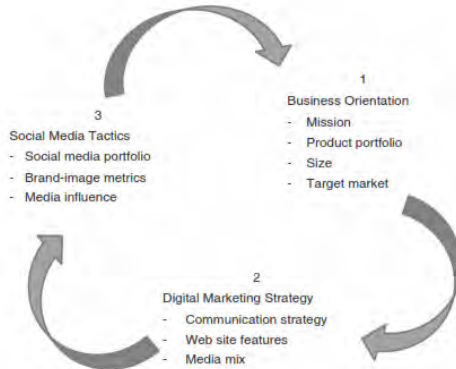 1
Business Orientation
- Mission
- Product portfolio
- Size
- Target market
2
Digital Marketing Strategy
- Communication strategy
- Web site features
- Media mix
3
Social Media Tactics
- Social media portfolio
- Brand-image metrics
- Media influence